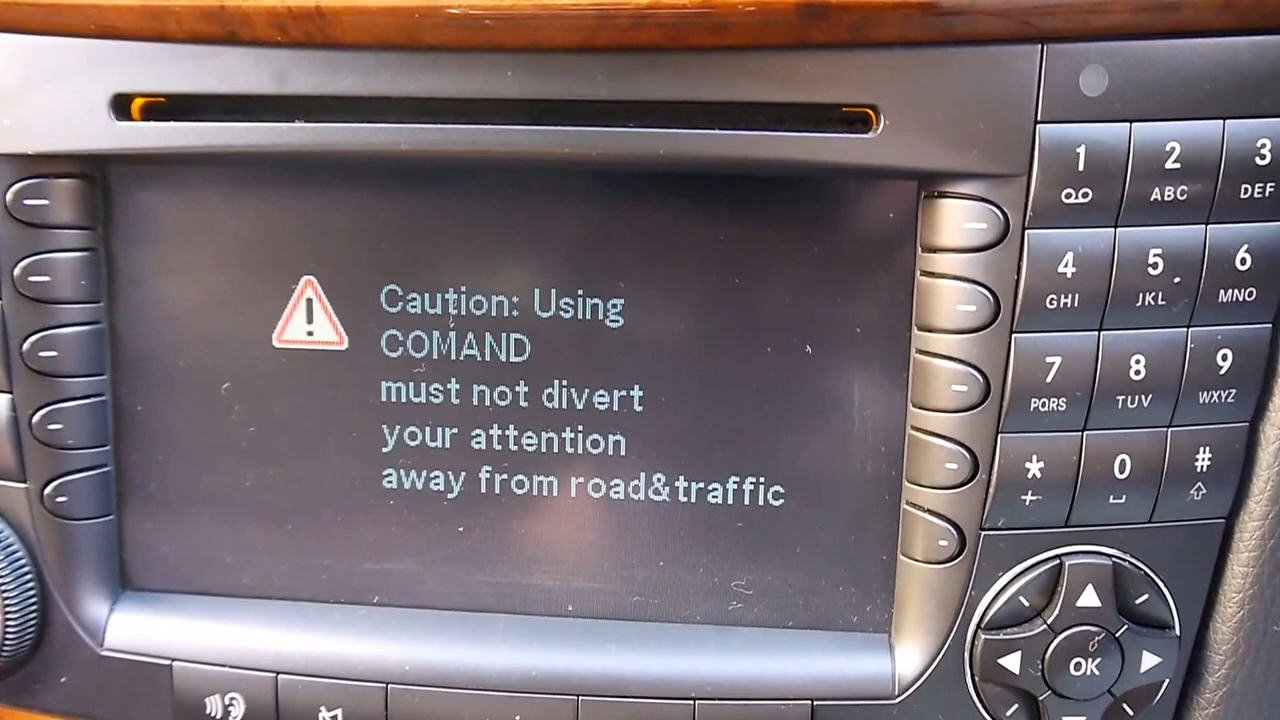 Caution: Using
COMAND
must not divert
your attention
away from road&traffic
1
2 ABC
3 DEF
4 GHI
5 JKL
6 MNO
7 PQRS
8 TUV
9 WXYZ
* +
0
#
OK